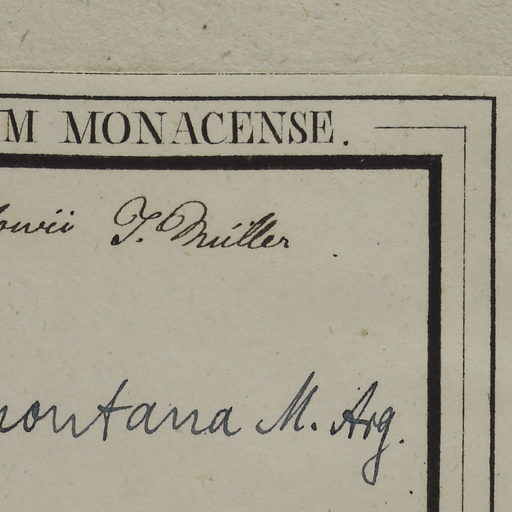 M MONACENSE.
J. Müller
montana M. Arg.